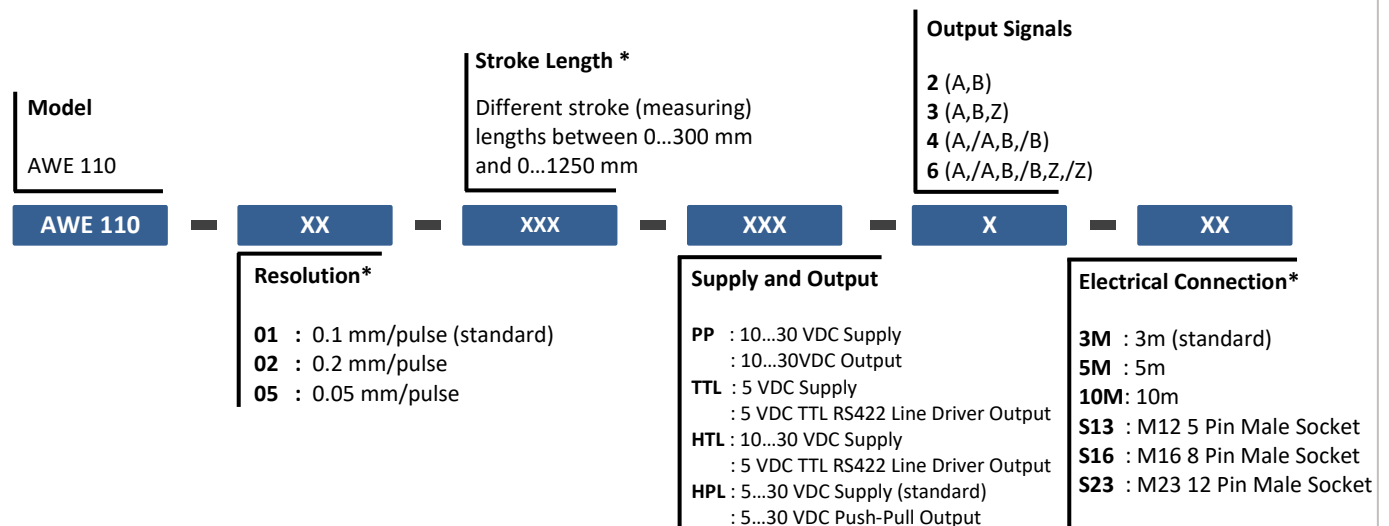 Output Signals
2 (A,B)
3 (A,B,Z)
4 (A,/A,B,/B)
6 (A,/A,B,/B,Z,/Z)
Stroke Length *
Different stroke (measuring)
lengths between 0...300 mm
and 0...1250 mm
Model
AWE 110
AWE 110 - XX - XXX - XXX - X - XX
Resolution*
01 : 0.1 mm/pulse (standard)
02 : 0.2 mm/pulse
05 : 0.05 mm/pulse
Supply and Output
PP : 10...30 VDC Supply
: 10...30VDC Output
TTL : 5 VDC Supply
: 5 VDC TTL RS422 Line Driver Output
HTL : 10...30 VDC Supply
: 5 VDC TTL RS422 Line Driver Output
HPL : 5...30 VDC Supply (standard)
: 5...30 VDC Push-Pull Output
Electrical Connection*
3M : 3m (standard)
5M : 5m
10M: 10m
S13 : M12 5 Pin Male Socket
S16 : M16 8 Pin Male Socket
S23 : M23 12 Pin Male Socket